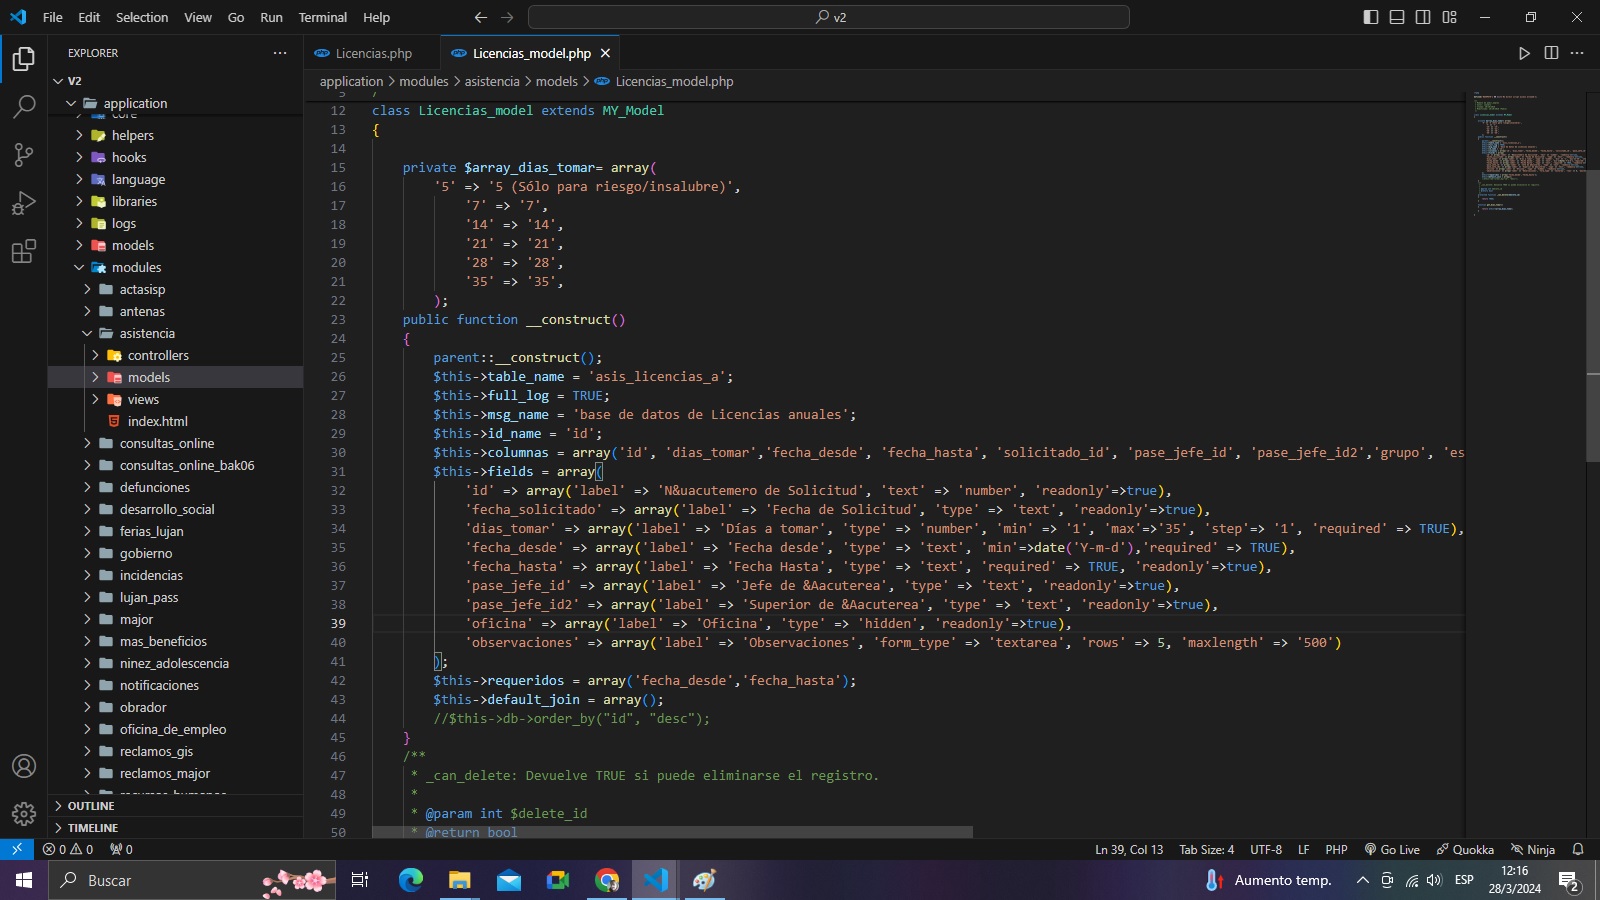 File Edit Selection View Go Run Terminal Help
v2
EXPLORER
V2
application
core
helpers
hooks
language
libraries
logs
models
modules
actasisp
antenas
asistencia
controllers
models
views
index.html
consultas_online
consultas_online_bak06
defunciones
desarrollo_social
ferias_lujan
gobierno
incidencias
lujan_pass
major
mas_beneficios
ninez_adolescencia
notificaciones
obrador
oficina_de_empleo
reclamos_gis
reclamos_major
recursos_humanos
OUTLINE
TIMELINE
Licencias.php
Licencias_model.php
application > modules > asistencia > models > Licencias_model.php
12 class Licencias_model extends MY_Model
13 {
14
15 private $array_dias_tomar= array(
16 '5' => '5 (Sólo para riesgo/insalubre)',
17 '7' => '7',
18 '14' => '14',
19 '21' => '21',
20 '28' => '28',
21 '35' => '35',
22 );
23 public function __construct()
24 {
25 parent::__construct();
26 $this->table_name = 'asis_licencias_a';
27 $this->full_log = TRUE;
28 $this->msg_name = 'base de datos de Licencias anuales';
29 $this->id_name = 'id';
30 $this->columnas = array('id', 'dias_tomar','fecha_desde', 'fecha_hasta', 'solicitado_id', 'pase_jefe_id', 'pase_jefe_id2','grupo', 'es
31 $this->fields = array(
32 'id' => array('label' => 'N&uacutemero de Solicitud', 'text' => 'number', 'readonly'=>true),
33 'fecha_solicitado' => array('label' => 'Fecha de Solicitud', 'type' => 'text', 'readonly'=>true),
34 'dias_tomar' => array('label' => 'Días a tomar', 'type' => 'number', 'min' => '1', 'max'=>'35', 'step'=> '1', 'required' => TRUE),
35 'fecha_desde' => array('label' => 'Fecha desde', 'type' => 'text', 'min'=>date('Y-m-d'),'required' => TRUE),
36 'fecha_hasta' => array('label' => 'Fecha Hasta', 'type' => 'text', 'required' => TRUE, 'readonly'=>true),
37 'pase_jefe_id' => array('label' => 'Jefe de &Aacuterea', 'type' => 'text', 'readonly'=>true),
38 'pase_jefe_id2' => array('label' => 'Superior de &Aacuterea', 'type' => 'text', 'readonly'=>true),
39 'oficina' => array('label' => 'Oficina', 'type' => 'hidden', 'readonly'=>true),
40 'observaciones' => array('label' => 'Observaciones', 'form_type' => 'textarea', 'rows' => 5, 'maxlength' => '500')
41 );
42 $this->requeridos = array('fecha_desde','fecha_hasta');
43 $this->default_join = array();
44 //$this->db->order_by("id", "desc");
45 }
46 /**
47 * _can_delete: Devuelve TRUE si puede eliminarse el registro.
48 *
49 * @param int $delete_id
50 * @return bool
0 0 0
Ln 39, Col 13 Tab Size: 4 UTF-8 LF PHP Go Live Quokka Ninja
Buscar
Aumento temp.
ESP
12:16
28/3/2024
2